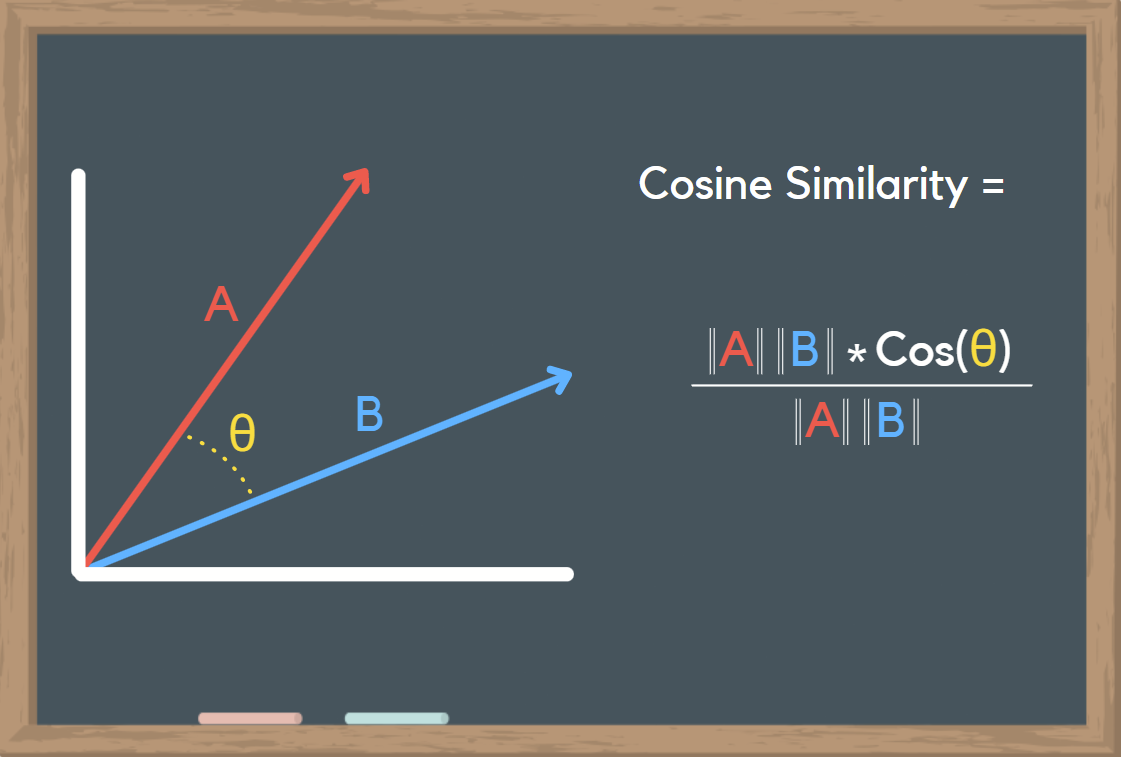 Cosine Similarity =
A
‖A‖ ‖B‖ * Cos(θ)
B
θ
‖A‖ ‖B‖